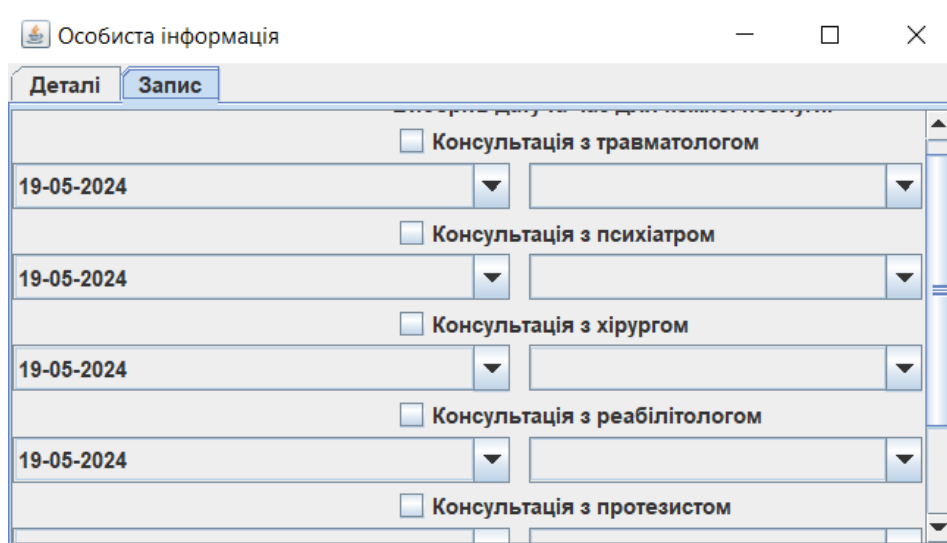 Особиста інформація
Деталі Запис
Консультація з травматологом
19-05-2024
Консультація з психіатром
19-05-2024
Консультація з хірургом
19-05-2024
Консультація з реабілітологом
19-05-2024
Консультація з протезистом